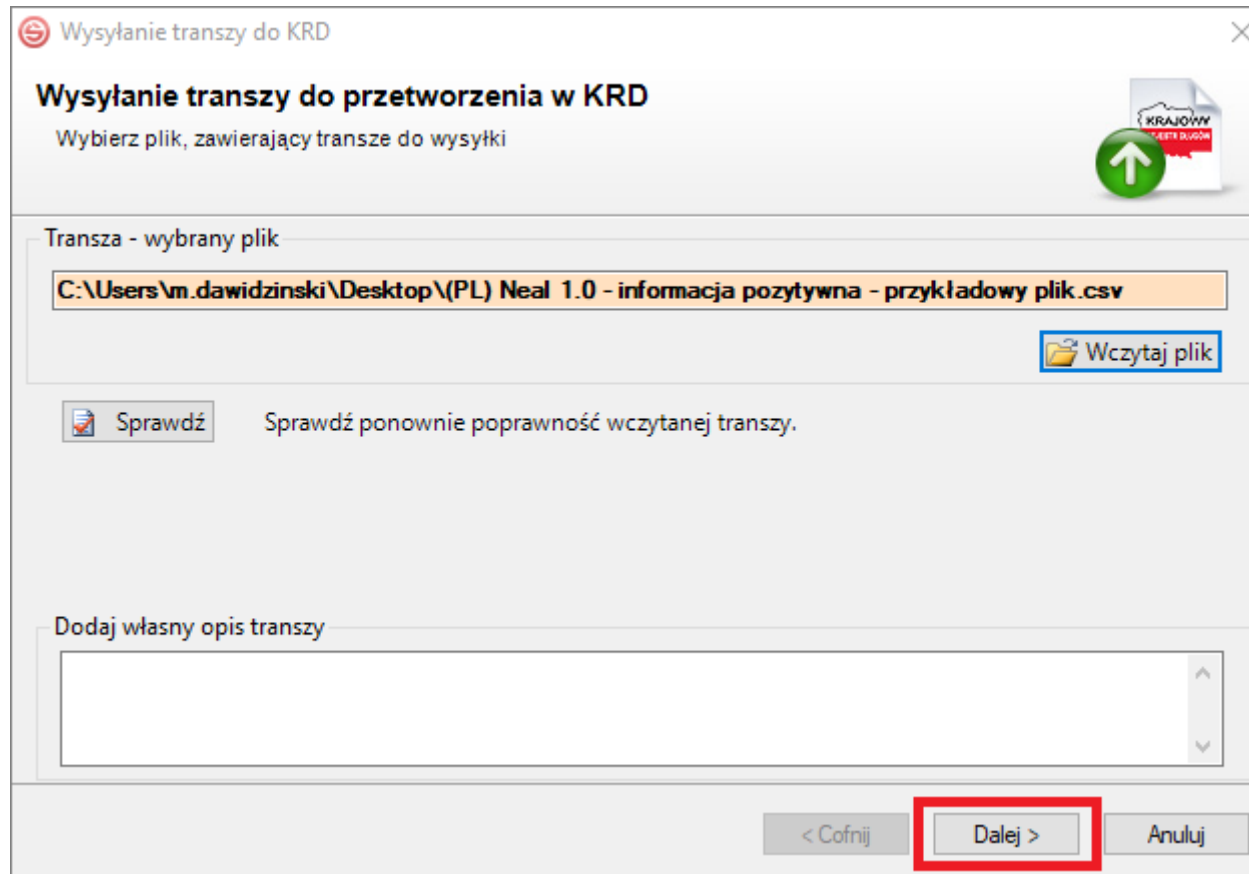 Wysyłanie transzy do KRD
Wysyłanie transzy do przetworzenia w KRD
Wybierz plik, zawierający transze do wysyłki
KRAJOWY
REJESTR DŁUGÓW
Transza - wybrany plik
C:\Users\m.dawidzinski\Desktop\(PL) Neal 1.0 - informacja pozytywna - przykładowy plik.csv
Wczytaj plik
Sprawdź
Sprawdź ponownie poprawność wczytanej transzy.
Dodaj własny opis transzy
< Cofnij
Dalej >
Anuluj